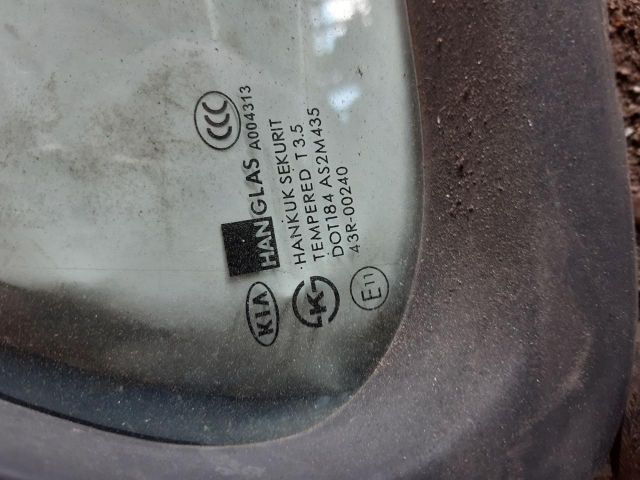 CCC
HANGLAS A004313
KIA
HANKUK SEKURIT
TEMPERED T 3.5
DOT184 AS2M435
43R-00240
K
E11